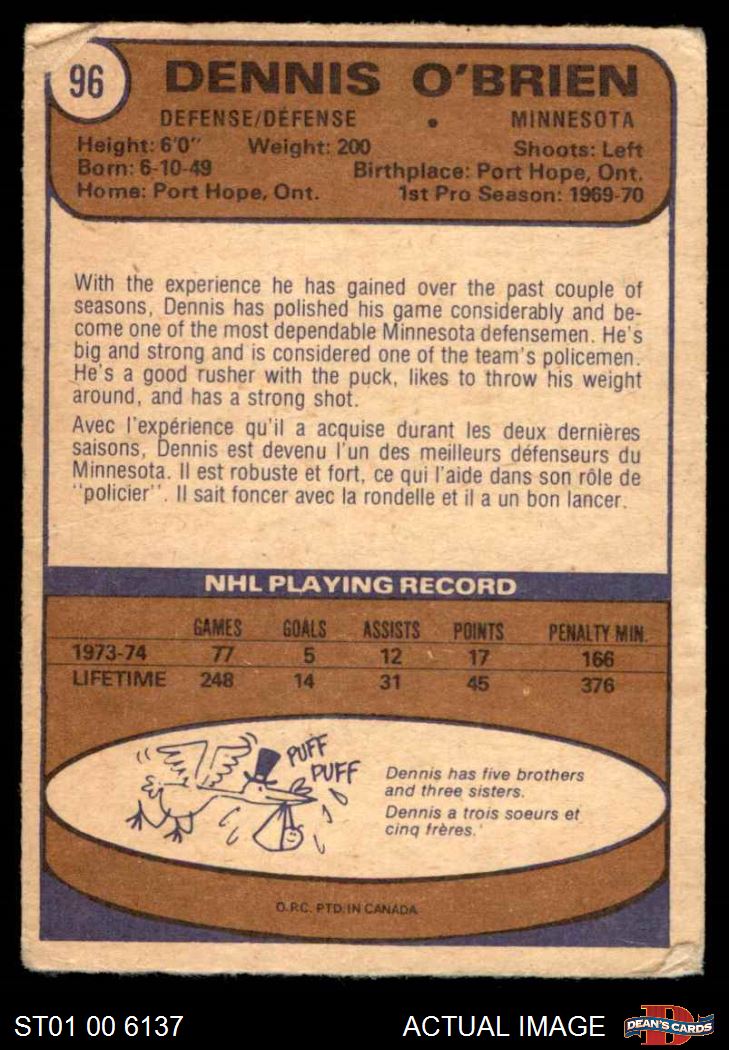 96
DENNIS O'BRIEN
DEFENSE/DÉFENSE • MINNESOTA
Height: 6'0" Weight: 200 Shoots: Left
Born: 6-10-49 Birthplace: Port Hope, Ont.
Home: Port Hope, Ont. 1st Pro Season: 1969-70
With the experience he has gained over the past couple of
seasons, Dennis has polished his game considerably and be-
come one of the most dependable Minnesota defensemen. He's
big and strong and is considered one of the team's policemen.
He's a good rusher with the puck, likes to throw his weight
around, and has a strong shot.
Avec l'expérience qu'il a acquise durant les deux dernières
saisons, Dennis est devenu l'un des meilleurs défenseurs du
Minnesota. Il est robuste et fort, ce qui l'aide dans son rôle de
"policier". Il sait foncer avec la rondelle et il a un bon lancer.
NHL PLAYING RECORD
GAMES GOALS ASSISTS POINTS PENALTY MIN.
1973-74 77 5 12 17 166
LIFETIME 248 14 31 45 376
PUFF
PUFF
Dennis has five brothers
and three sisters.
Dennis a trois soeurs et
cinq frères.
O.P.C. PTD. IN CANADA
ST01 00 6137 ACTUAL IMAGE
D
DEAN'S CARDS